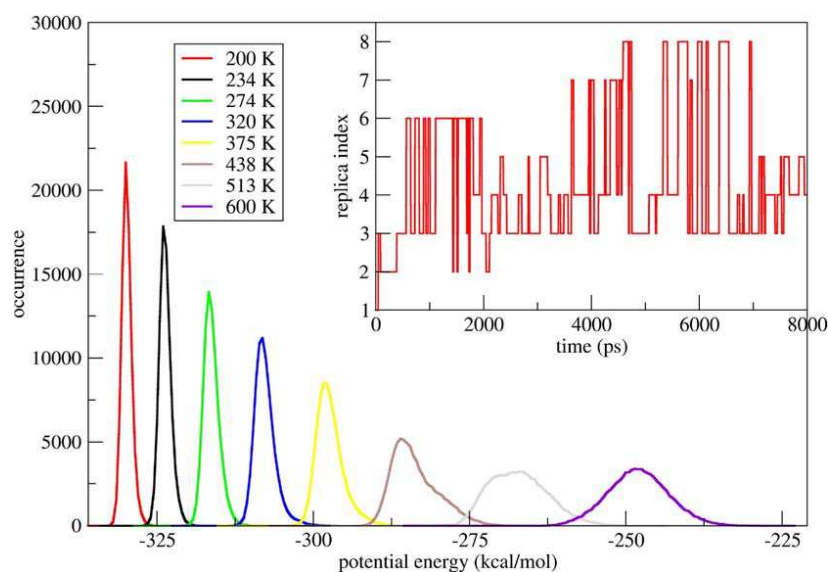 30000
25000
20000
15000
10000
5000
0
occurrence
200 K
234 K
274 K
320 K
375 K
438 K
513 K
600 K
8
7
6
5
4
3
2
1
replica index
0 2000 4000 6000 8000
time (ps)
-325 -300 -275 -250 -225
potential energy (kcal/mol)